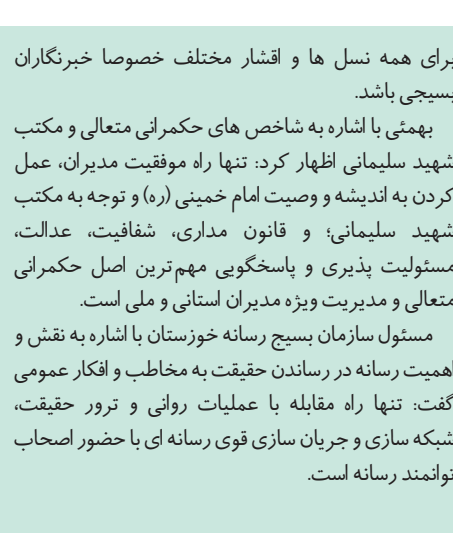 برای همه نسل ها و اقشار مختلف خصوصا خبرنگاران
بسیجی باشد.
بهمئی با اشاره به شاخص های حکمرانی متعالی و مکتب
شهید سلیمانی اظهار کرد: تنها راه موفقیت مدیران، عمل
کردن به اندیشه و وصیت امام خمینی (ره) و توجه به مکتب
شهید سلیمانی؛ و قانون مداری، شفافیت، عدالت،
مسئولیت پذیری و پاسخگویی مهم‌ترین اصل حکمرانی
متعالی و مدیریت ویژه مدیران استانی و ملی است.
مسئول سازمان بسیج رسانه خوزستان با اشاره به نقش و
اهمیت رسانه در رساندن حقیقت به مخاطب و افکار عمومی
گفت: تنها راه مقابله با عملیات روانی و ترور حقیقت،
شبکه سازی و جریان سازی قوی رسانه ای با حضور اصحاب
توانمند رسانه است.